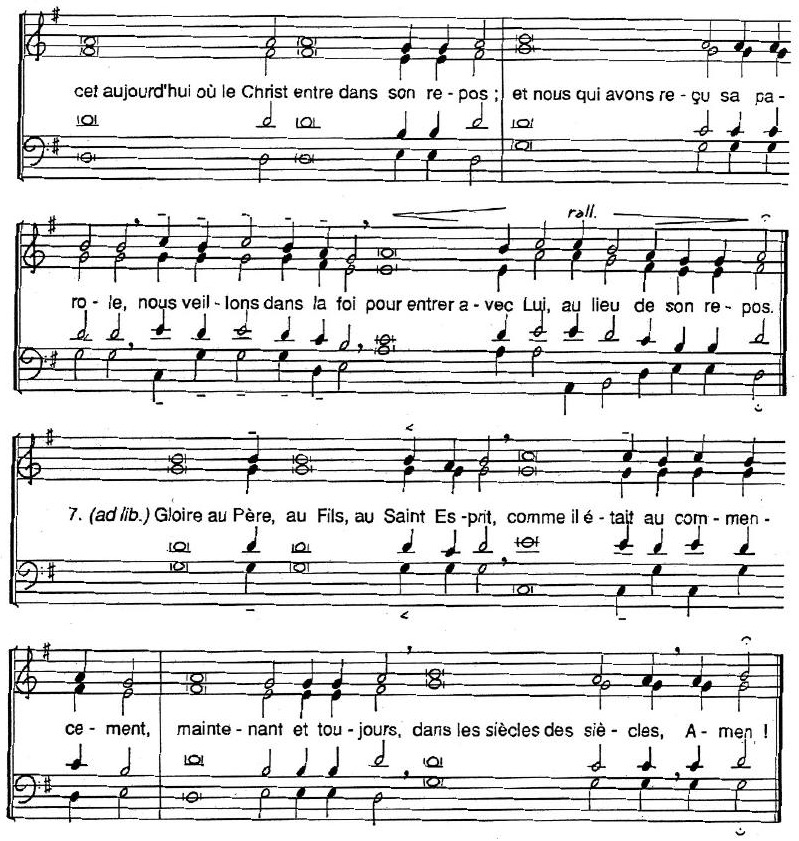 cet aujourd'hui où le Christ entre dans son re - pos ; et nous qui avons re - çu sa pa -
rall.
ro - le, nous veil - lons dans la foi pour entrer a - vec Lui, au lieu de son re - pos.
7. (ad lib.) Gloire au Père, au Fils, au Saint Es - prit, comme il é - tait au com - men -
ce - ment, mainte - nant et tou - jours, dans les siècles des siè - cles, A - men !